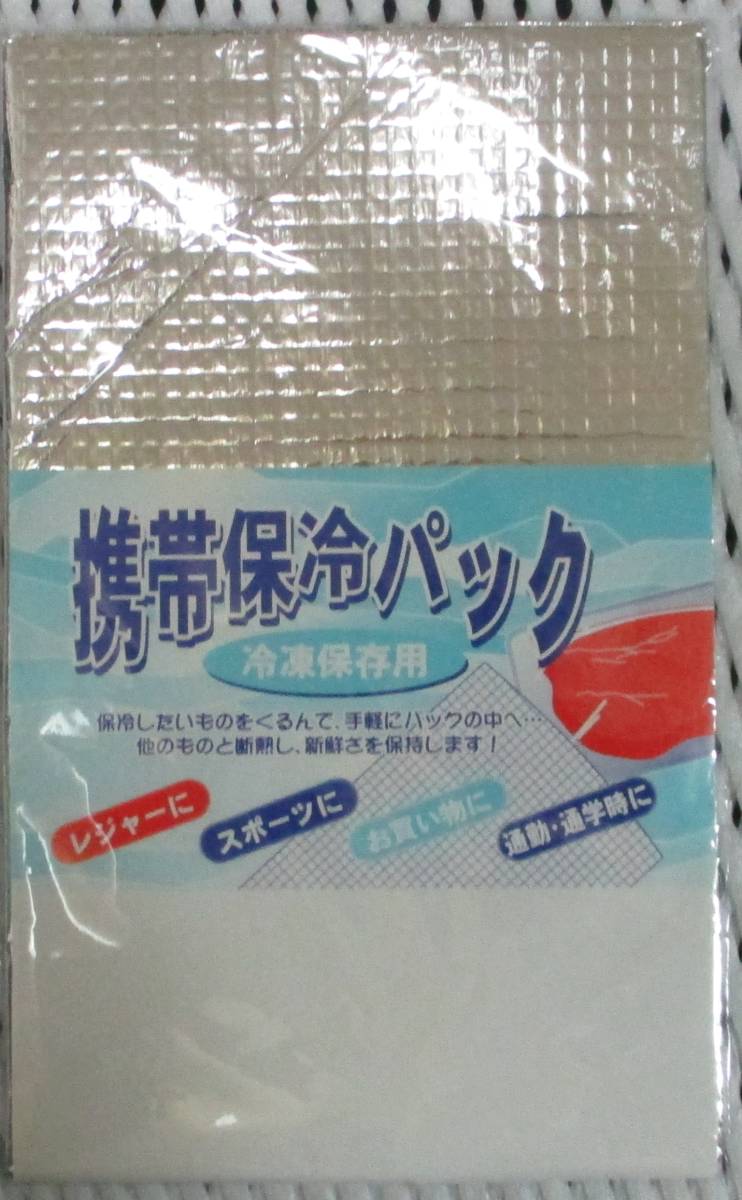 携帯保冷パック
冷凍保存用
保冷したいものをくるんで、手軽にパックの中へ…
他のものと断熱し、新鮮さを保持します！
レジャーに
スポーツに
お買い物に
通勤・通学時に